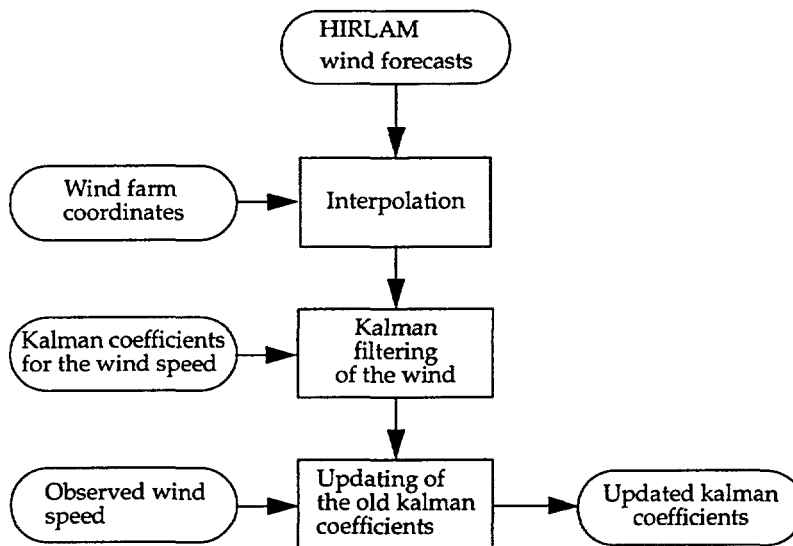 HIRLAM
wind forecasts
Wind farm
coordinates
Interpolation
Kalman coefficients
for the wind speed
Kalman
filtering
of the wind
Observed wind
speed
Updating of
the old kalman
coefficients
Updated kalman
coefficients